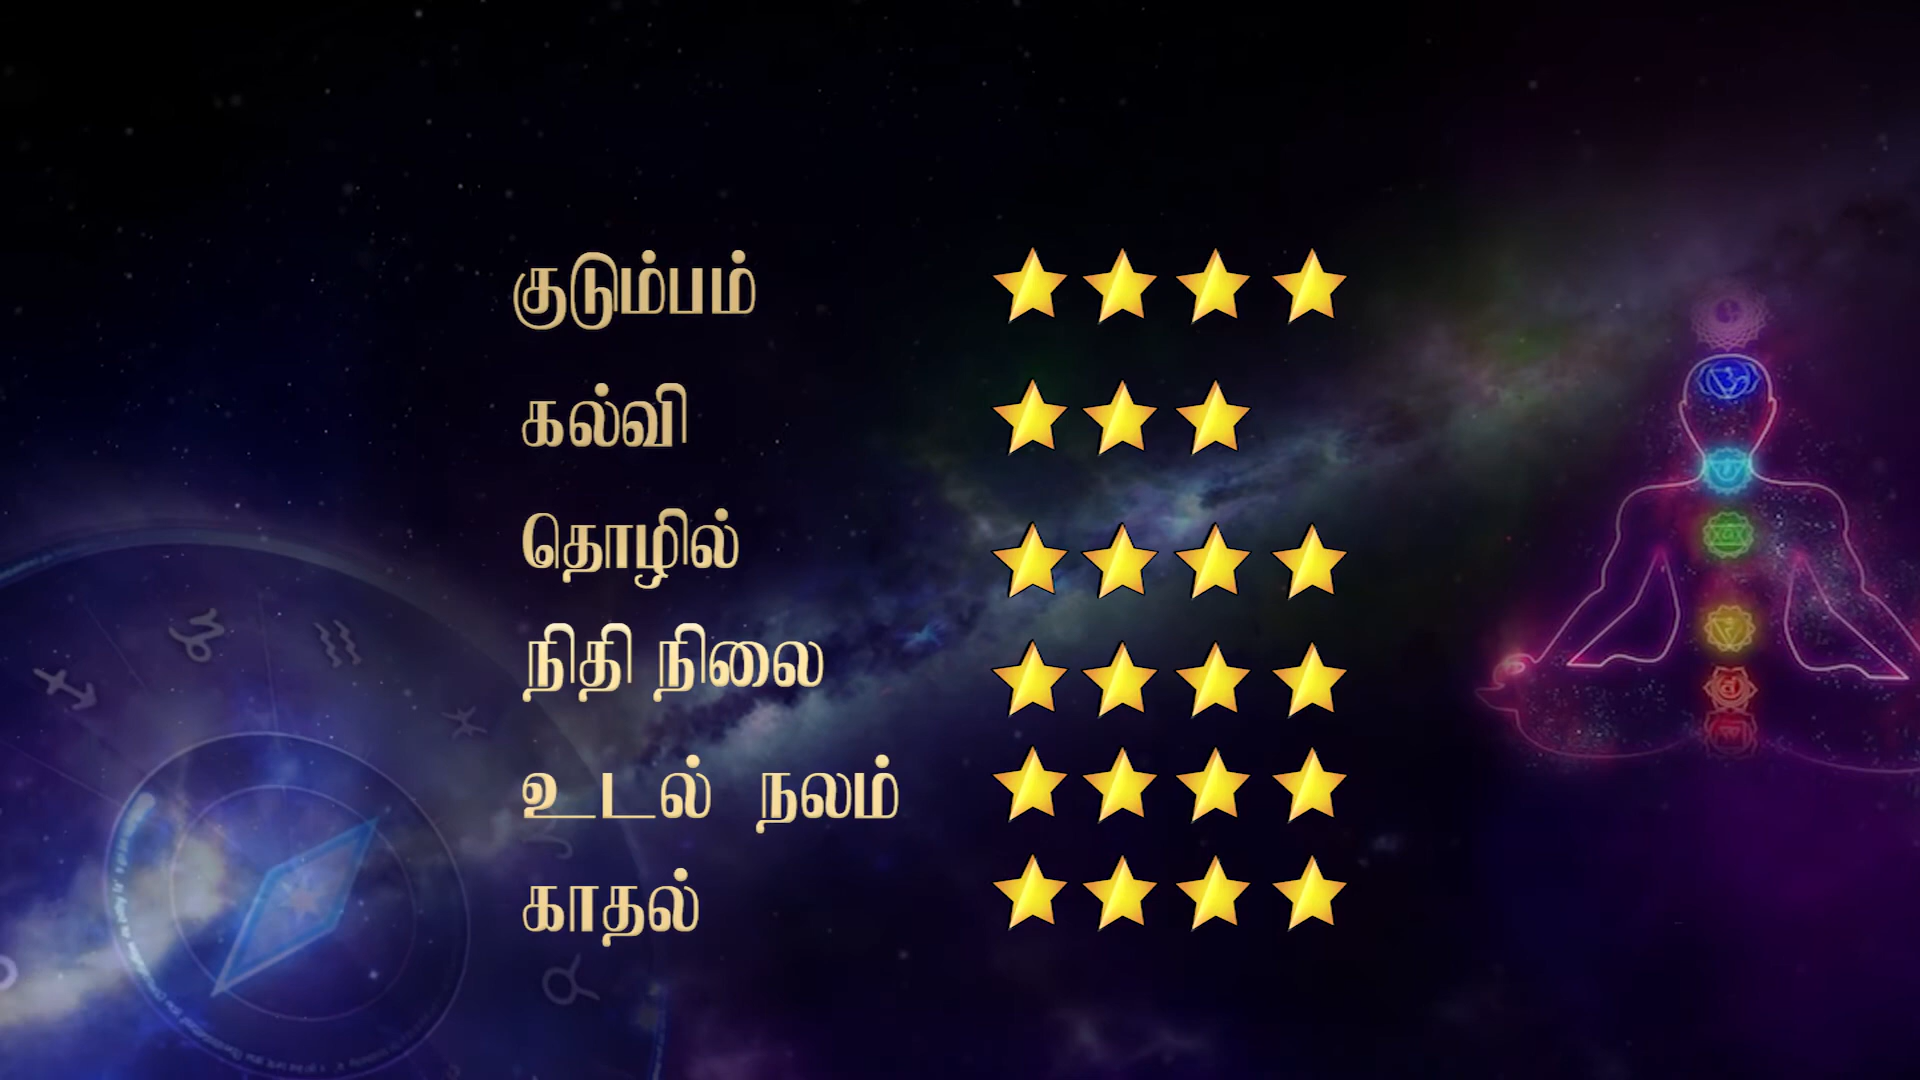 குடும்பம்
கல்வி
தொழில்
நிதி நிலை
உடல் நலம்
காதல்